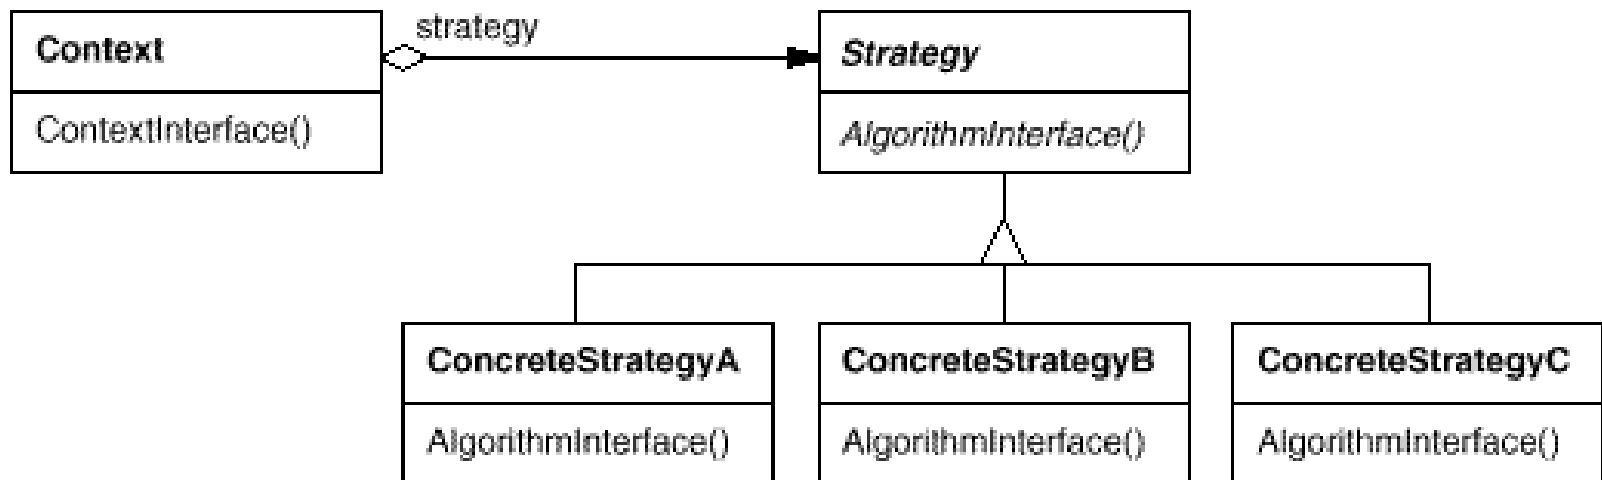 Context
ContextInterface()
strategy
Strategy
AlgorithmInterface()
ConcreteStrategyA
AlgorithmInterface()
ConcreteStrategyB
AlgorithmInterface()
ConcreteStrategyC
AlgorithmInterface()